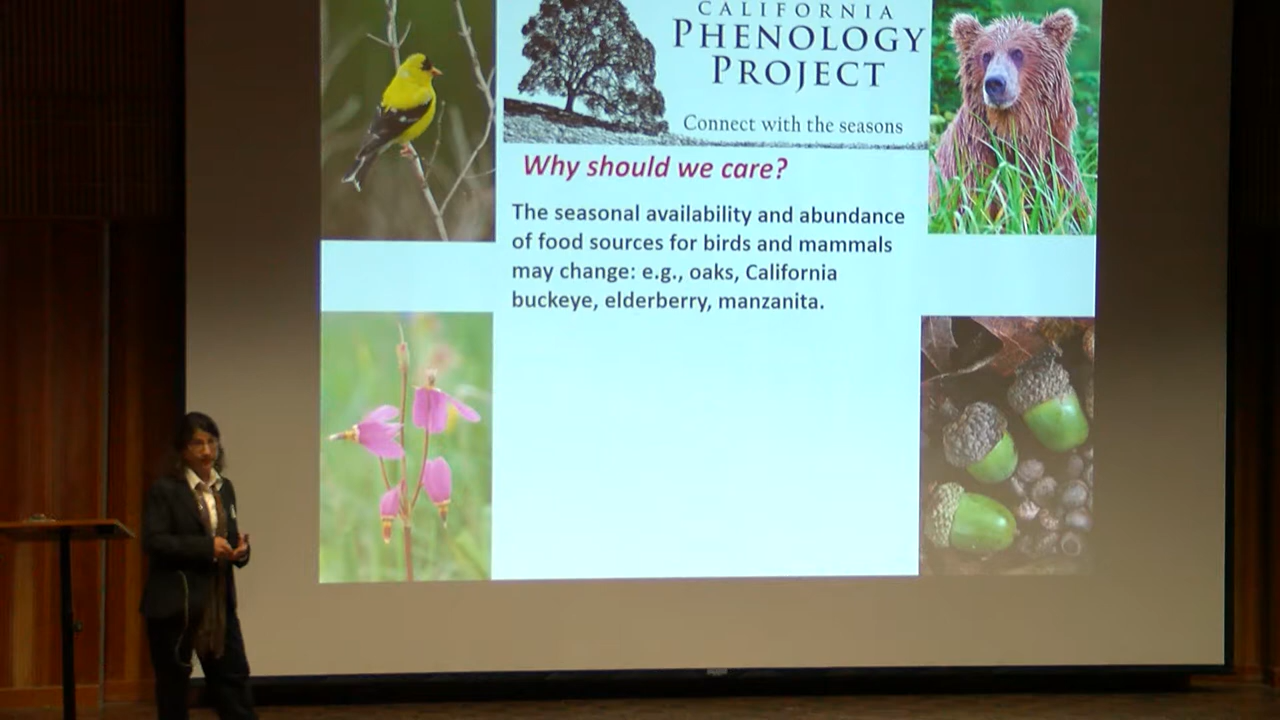 CALIFORNIA
PHENOLOGY
PROJECT
Connect with the seasons
Why should we care?
The seasonal availability and abundance
of food sources for birds and mammals
may change: e.g., oaks, California
buckeye, elderberry, manzanita.